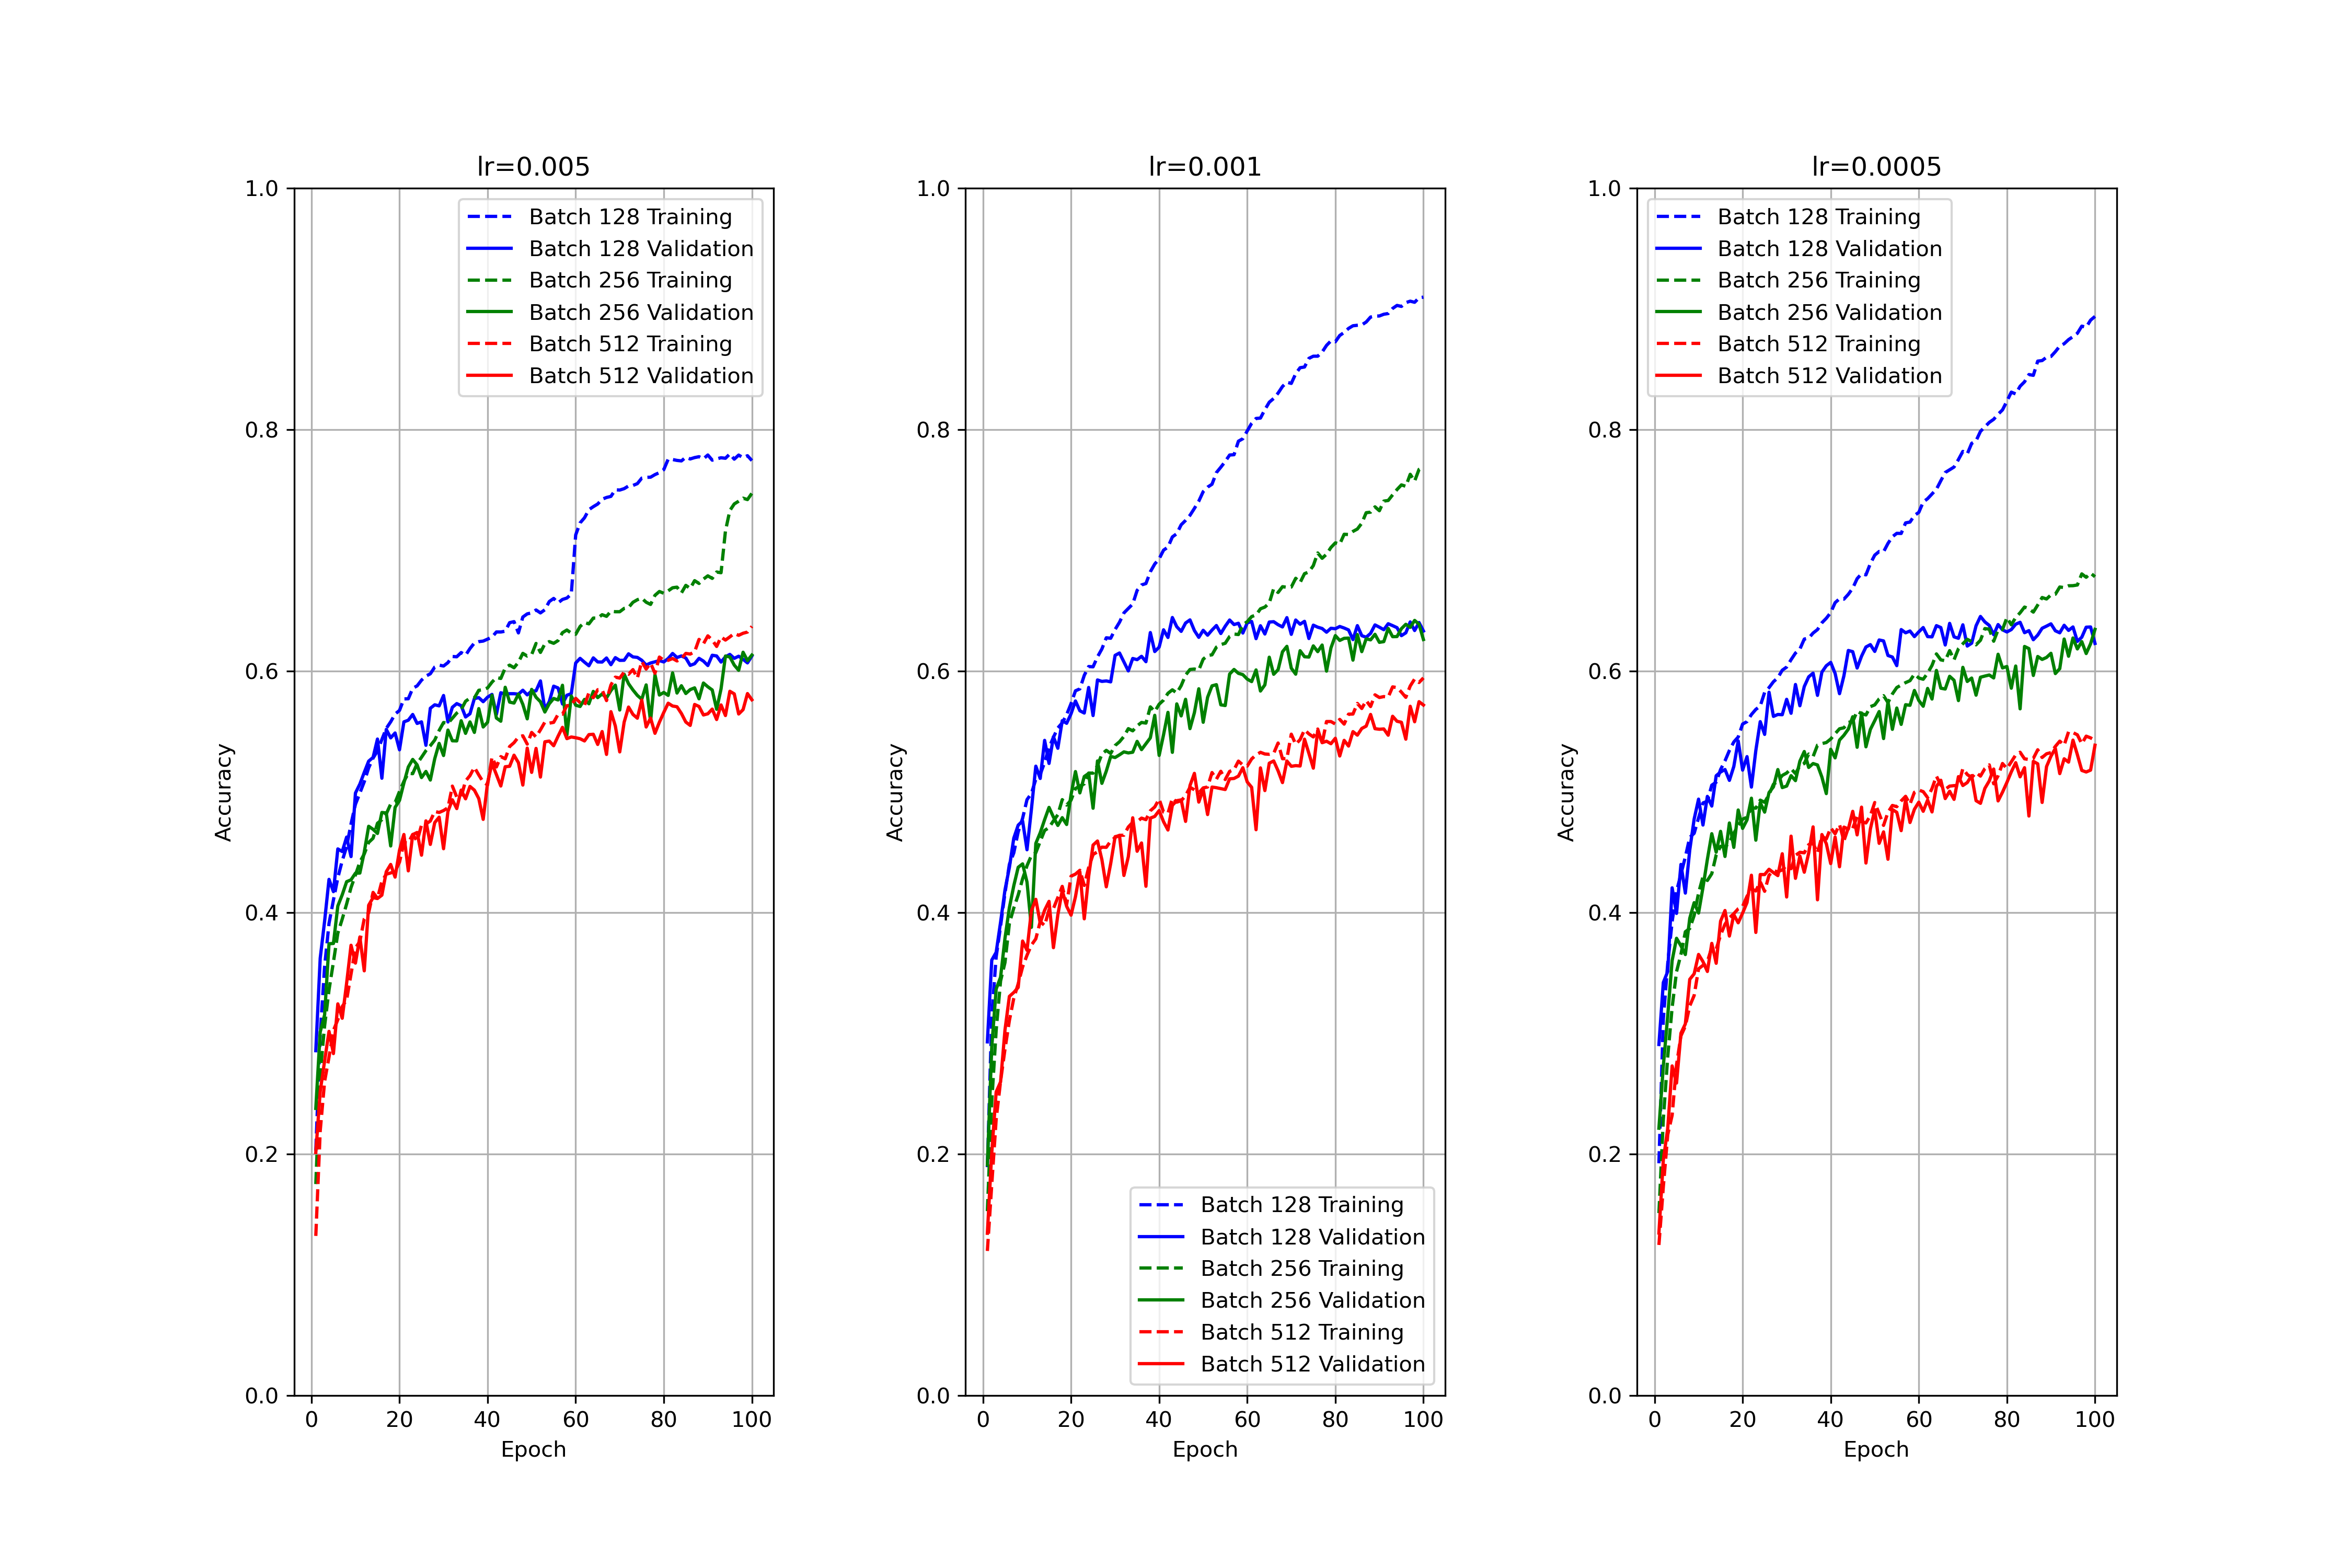 lr=0.005
1.0
0.8
0.6
0.4
0.2
0.0
Accuracy
Batch 128 Training
Batch 128 Validation
Batch 256 Training
Batch 256 Validation
Batch 512 Training
Batch 512 Validation
0 20 40 60 80 100
Epoch
lr=0.001
1.0
0.8
0.6
0.4
0.2
0.0
Accuracy
Batch 128 Training
Batch 128 Validation
Batch 256 Training
Batch 256 Validation
Batch 512 Training
Batch 512 Validation
0 20 40 60 80 100
Epoch
lr=0.0005
1.0
0.8
0.6
0.4
0.2
0.0
Accuracy
Batch 128 Training
Batch 128 Validation
Batch 256 Training
Batch 256 Validation
Batch 512 Training
Batch 512 Validation
0 20 40 60 80 100
Epoch